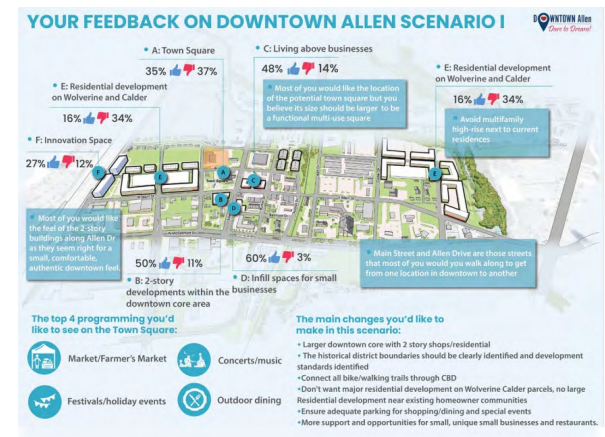 YOUR FEEDBACK ON DOWNTOWN ALLEN SCENARIO I
DOWNTOWN Allen
Dare to Dream!
• A: Town Square
35% 37%
• C: Living above businesses
48% 14%
• Most of you would like the location
of the potential town square but you
believe its size should be larger to be
a functional multi-use square
• E: Residential development
on Wolverine and Calder
16% 34%
• Avoid multifamily
high-rise next to current
residences
• E: Residential development
on Wolverine and Calder
16% 34%
• F: Innovation Space
27% 12%
F
E
A
B
C
D
E
• Most of you would like
the feel of the 2-story
buildings along Allen Dr
as they seem right for a
small, comfortable,
authentic downtown feel.
• Main Street and Allen Drive are those streets
that most of you would you walk along to get
from one location in downtown to another
50% 11%
• B: 2-story
developments within the
downtown core area
60% 3%
• D: Infill spaces for small
businesses
The top 4 programming you'd
like to see on the Town Square:
Market/Farmer's Market
Concerts/music
Festivals/holiday events
Outdoor dining
The main changes you'd like to
make in this scenario:
• Larger downtown core with 2 story shops/residential
• The historical district boundaries should be clearly identified and development
standards identified
• Connect all bike/walking trails through CBD
• Don't want major residential development on Wolverine Calder parcels, no large
Residential development near existing homeowner communities
• Ensure adequate parking for shopping/dining and special events
• More support and opportunities for small, unique small businesses and restaurants.